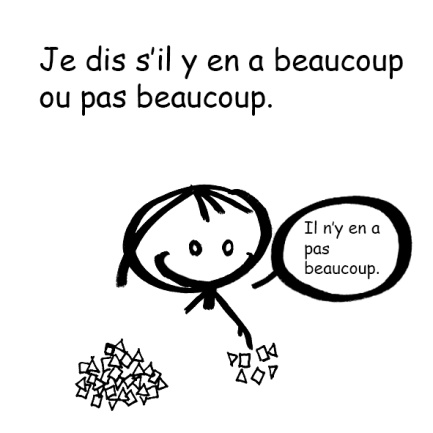 Je dis s'il y en a beaucoup
ou pas beaucoup.
Il n'y en a
pas
beaucoup.